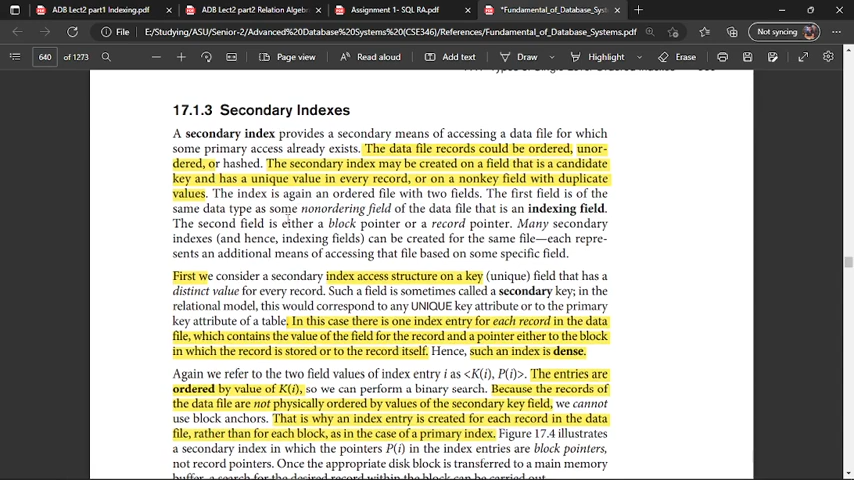 ADB Lect2 part1 Indexing.pdf
ADB Lect2 part2 Relation Algebr
Assignment 1- SQL RA.pdf
*Fundamental_of_Database_Syste
File
E:/Studying/ASU/Senior-2/Advanced%20Database%20Systems%20(CSE346)/References/Fundamental_of_Database_Systems.pdf
Not syncing
640 of 1273
Page view
Read aloud
Add text
Draw
Highlight
Erase
17.1.3 Secondary Indexes
A secondary index provides a secondary means of accessing a data file for which
some primary access already exists. The data file records could be ordered, unor-
dered, or hashed. The secondary index may be created on a field that is a candidate
key and has a unique value in every record, or on a nonkey field with duplicate
values. The index is again an ordered file with two fields. The first field is of the
same data type as some nonordering field of the data file that is an indexing field.
The second field is either a block pointer or a record pointer. Many secondary
indexes (and hence, indexing fields) can be created for the same file—each repre-
sents an additional means of accessing that file based on some specific field.
First we consider a secondary index access structure on a key (unique) field that has a
distinct value for every record. Such a field is sometimes called a secondary key; in the
relational model, this would correspond to any UNIQUE key attribute or to the primary
key attribute of a table. In this case there is one index entry for each record in the data
file, which contains the value of the field for the record and a pointer either to the block
in which the record is stored or to the record itself. Hence, such an index is dense.
Again we refer to the two field values of index entry i as <K(i), P(i)>. The entries are
ordered by value of K(i), so we can perform a binary search. Because the records of
the data file are not physically ordered by values of the secondary key field, we cannot
use block anchors. That is why an index entry is created for each record in the data
file, rather than for each block, as in the case of a primary index. Figure 17.4 illustrates
a secondary index in which the pointers P(i) in the index entries are block pointers,
not record pointers. Once the appropriate disk block is transferred to a main memory
buffer, a search for the desired record within the block can be carried out.